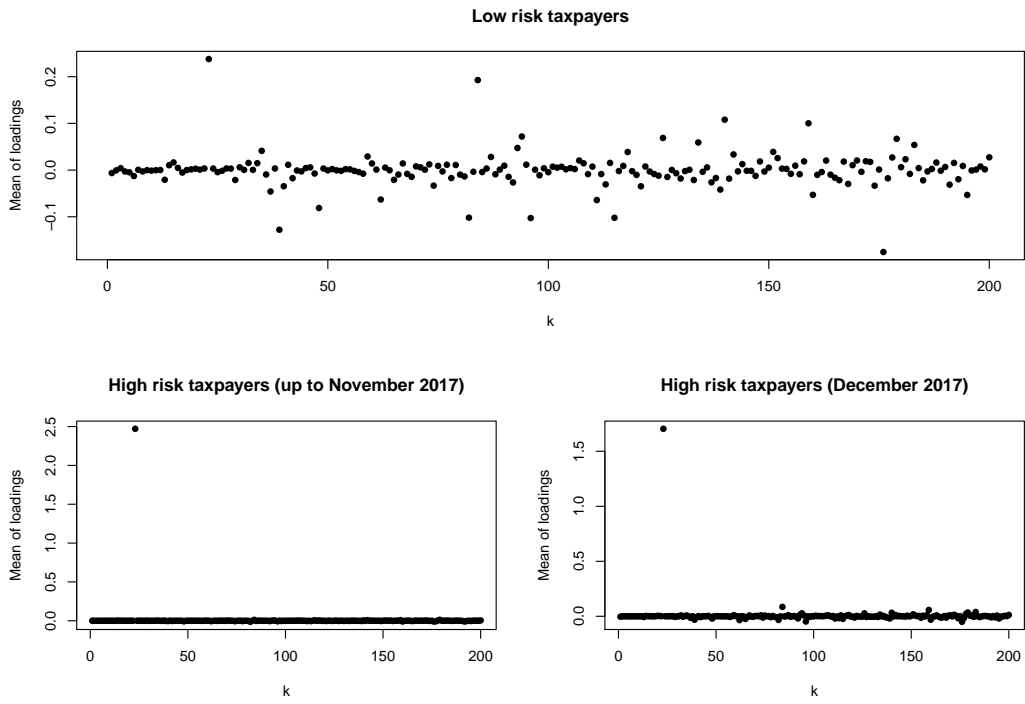 Low risk taxpayers
Mean of loadings
0.2
0.1
0.0
−0.1
0 50 100 150 200
k
High risk taxpayers (up to November 2017)
Mean of loadings
2.5
2.0
1.5
1.0
0.5
0.0
0 50 100 150 200
k
High risk taxpayers (December 2017)
Mean of loadings
1.5
1.0
0.5
0.0
0 50 100 150 200
k